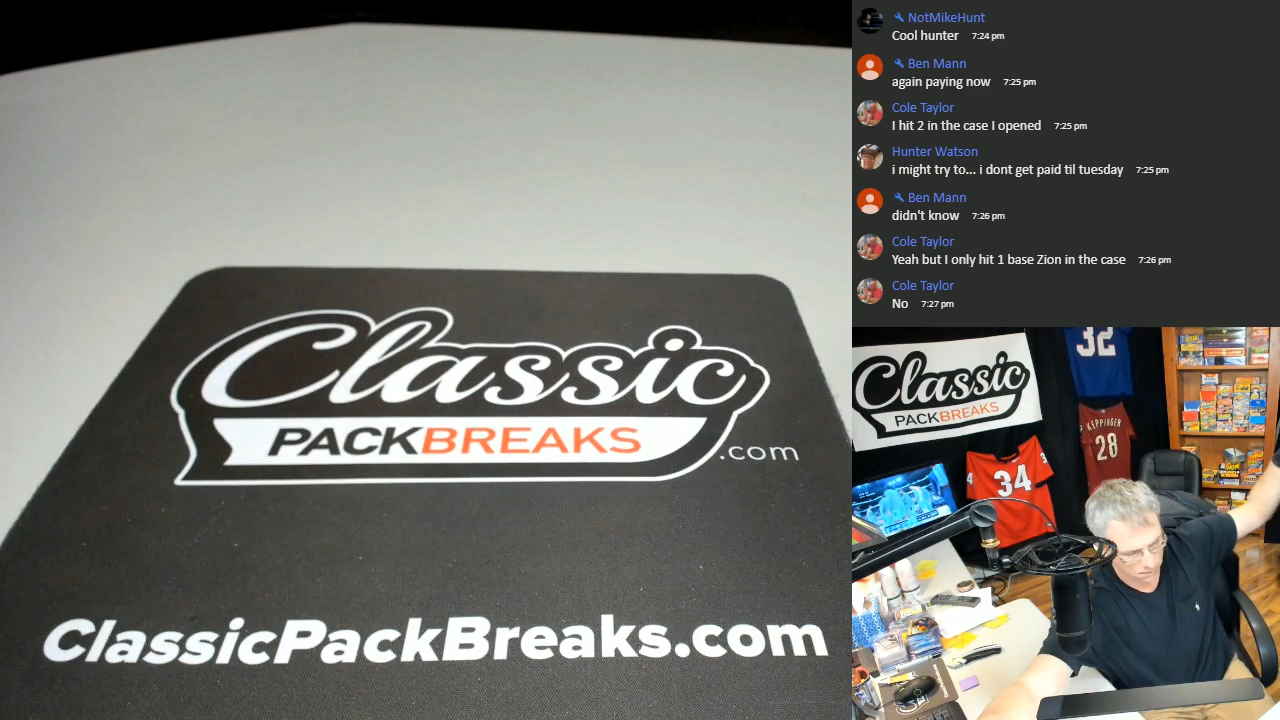 NotMikeHunt
Cool hunter 7:24 pm
Ben Mann
again paying now 7:25 pm
Cole Taylor
I hit 2 in the case I opened 7:25 pm
Hunter Watson
i might try to... i dont get paid til tuesday 7:25 pm
Ben Mann
didn't know 7:26 pm
Cole Taylor
Yeah but I only hit 1 base Zion in the case 7:26 pm
Cole Taylor
No 7:27 pm
Classic
PACKBREAKS
.com
ClassicPackBreaks.com
Classic
PACKBREAKS
32
KEPPINGER
28
34
4
3